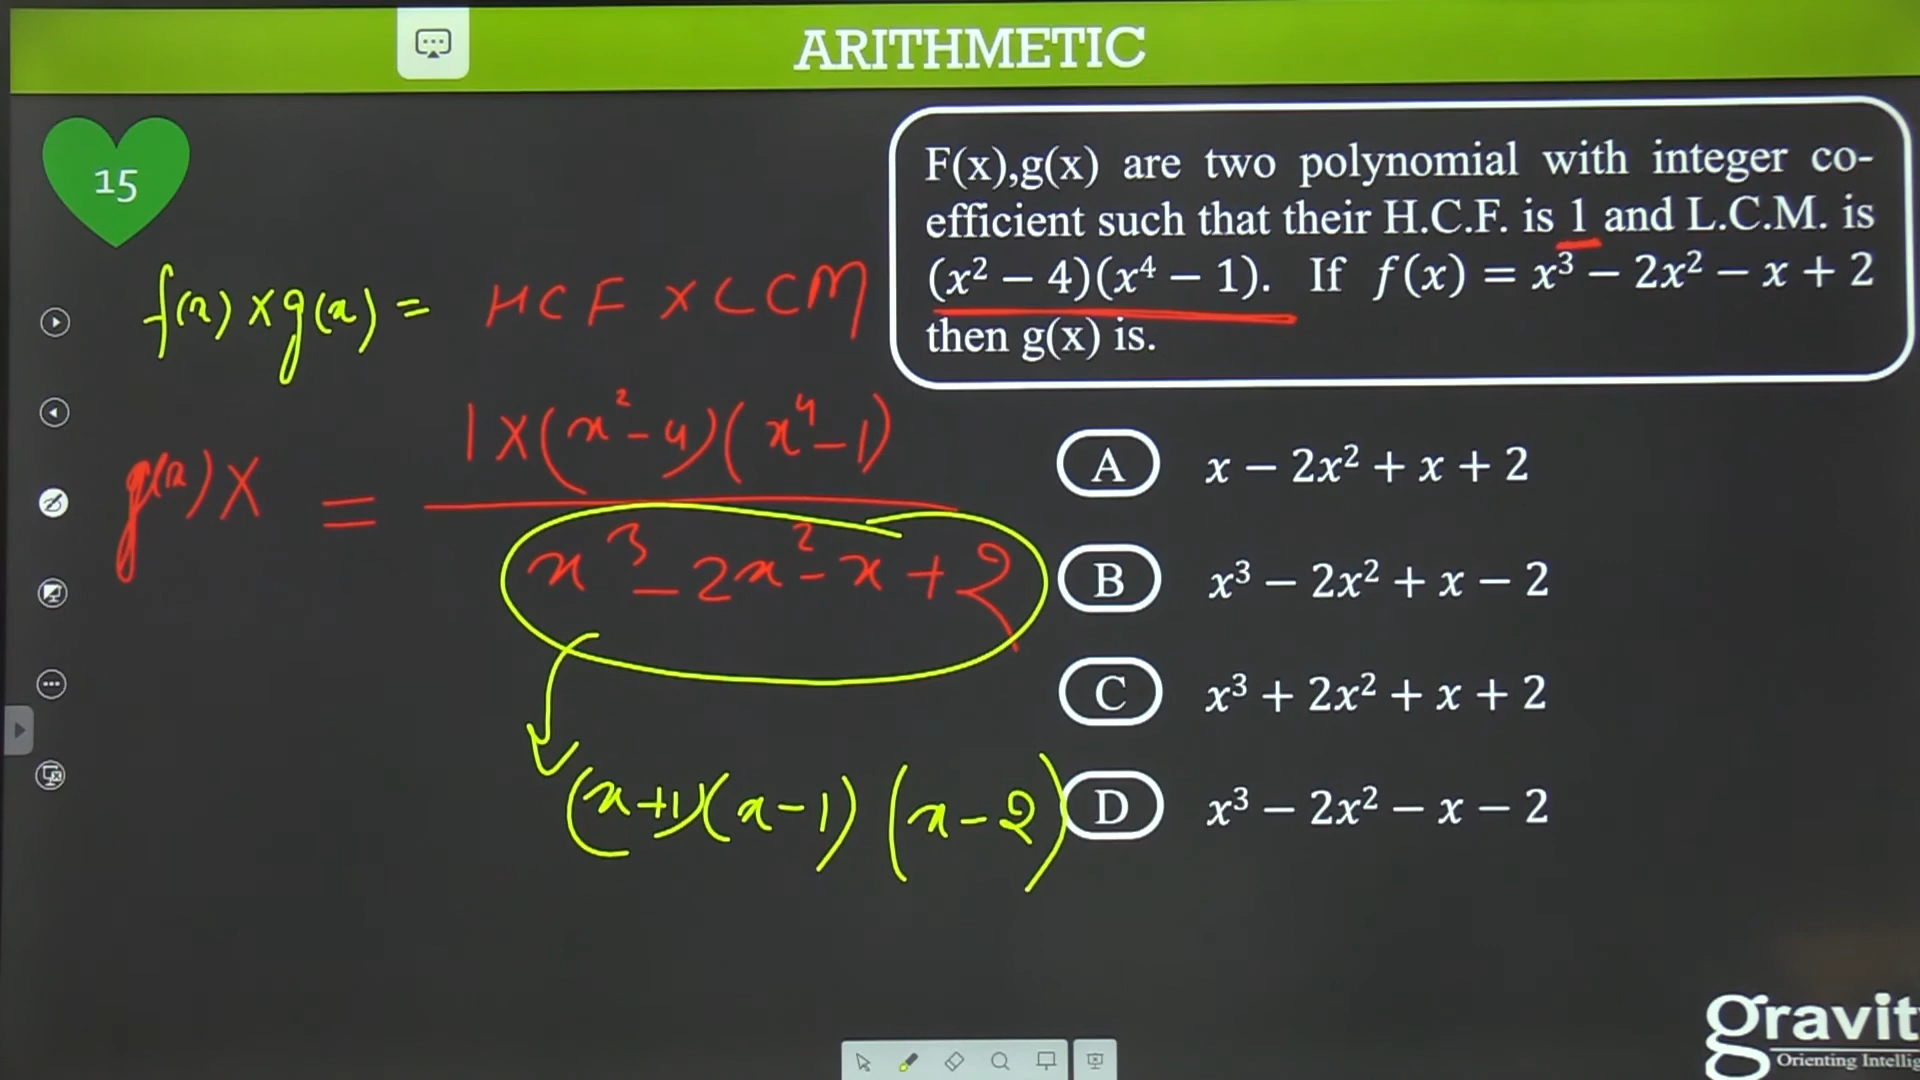 ARITHMETIC
15
F(x),g(x) are two polynomial with integer co-
efficient such that their H.C.F. is 1 and L.C.M. is
(x² − 4)(x⁴ − 1). If f(x) = x³ − 2x² − x + 2
then g(x) is.
f(x) × g(x) = HCF × LCM
g(x) × = 1 × (x² - 4)(x⁴ - 1)
x³ - 2x² - x + 2
(x+1)(x-1)(x-2)
A x − 2x² + x + 2
B x³ − 2x² + x − 2
C x³ + 2x² + x + 2
D x³ − 2x² − x − 2
gravit
Orienting Intellig